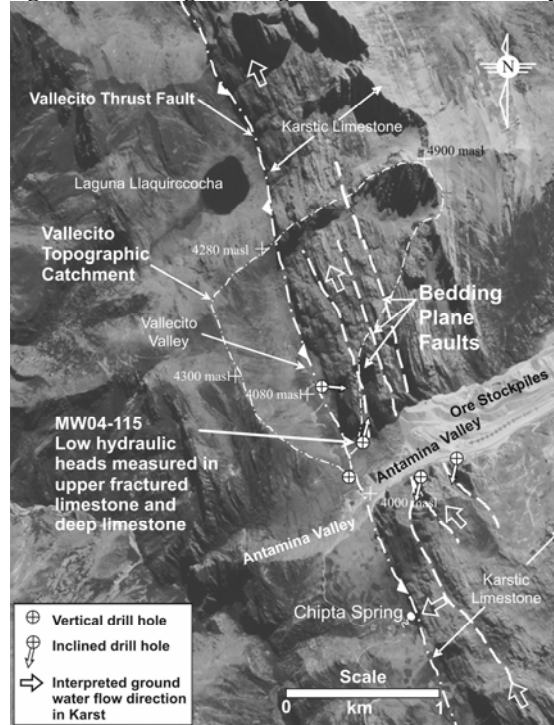 N
Vallecito Thrust Fault
Karstic Limestone
4900 masl
Laguna Llaquirccocha
Vallecito
Topographic
Catchment
4280 masl
Vallecito
Valley
Bedding
Plane
Faults
4300 masl
4080 masl
Ore Stockpiles
MW04-115
Low hydraulic
heads measured in
upper fractured
limestone and
deep limestone
Antamina Valley
4000 masl
Antamina Valley
Karstic
Limestone
Chipta Spring
Vertical drill hole
Inclined drill hole
Interpreted ground
water flow direction
in Karst
Scale
0 km 1